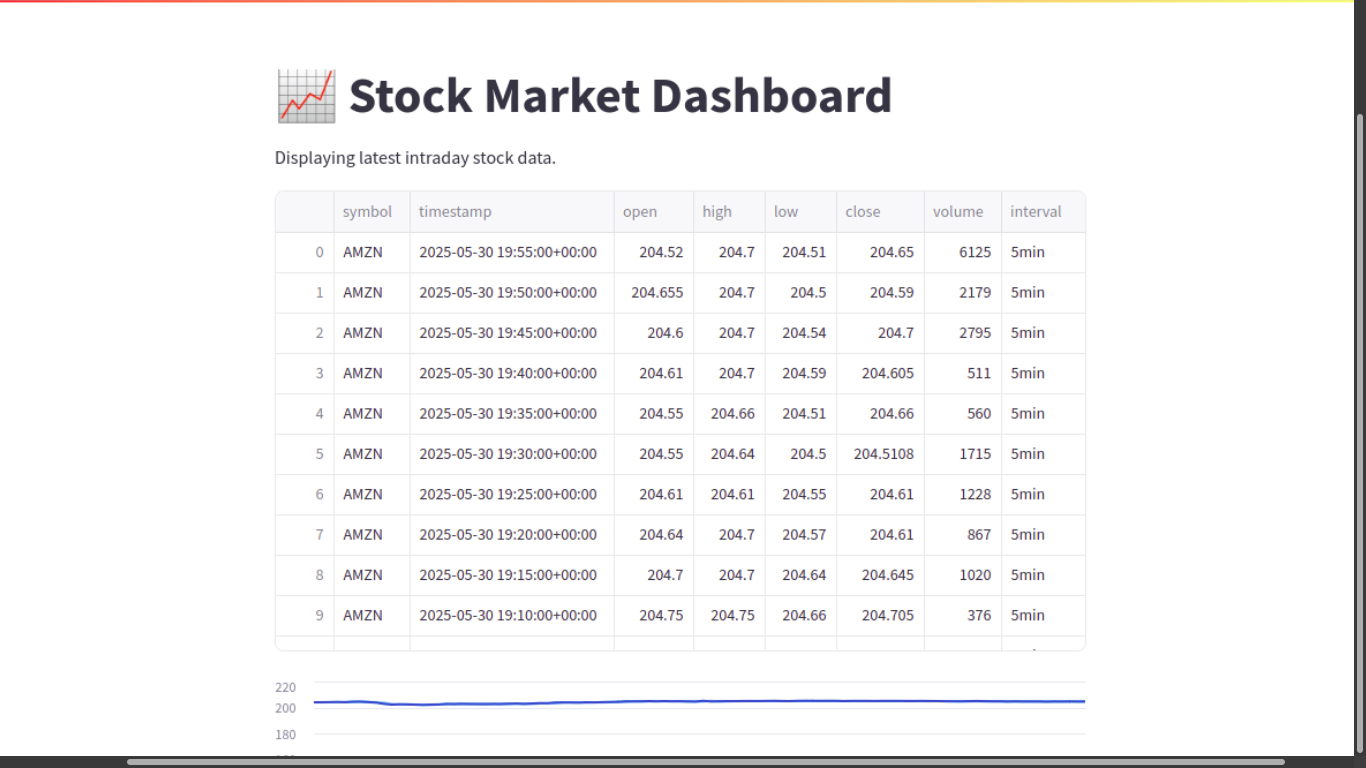 Stock Market Dashboard
Displaying latest intraday stock data.
symbol timestamp open high low close volume interval
0 AMZN 2025-05-30 19:55:00+00:00 204.52 204.7 204.51 204.65 6125 5min
1 AMZN 2025-05-30 19:50:00+00:00 204.655 204.7 204.5 204.59 2179 5min
2 AMZN 2025-05-30 19:45:00+00:00 204.6 204.7 204.54 204.7 2795 5min
3 AMZN 2025-05-30 19:40:00+00:00 204.61 204.7 204.59 204.605 511 5min
4 AMZN 2025-05-30 19:35:00+00:00 204.55 204.66 204.51 204.66 560 5min
5 AMZN 2025-05-30 19:30:00+00:00 204.55 204.64 204.5 204.5108 1715 5min
6 AMZN 2025-05-30 19:25:00+00:00 204.61 204.61 204.55 204.61 1228 5min
7 AMZN 2025-05-30 19:20:00+00:00 204.64 204.7 204.57 204.61 867 5min
8 AMZN 2025-05-30 19:15:00+00:00 204.7 204.7 204.64 204.645 1020 5min
9 AMZN 2025-05-30 19:10:00+00:00 204.75 204.75 204.66 204.705 376 5min
220
200
180